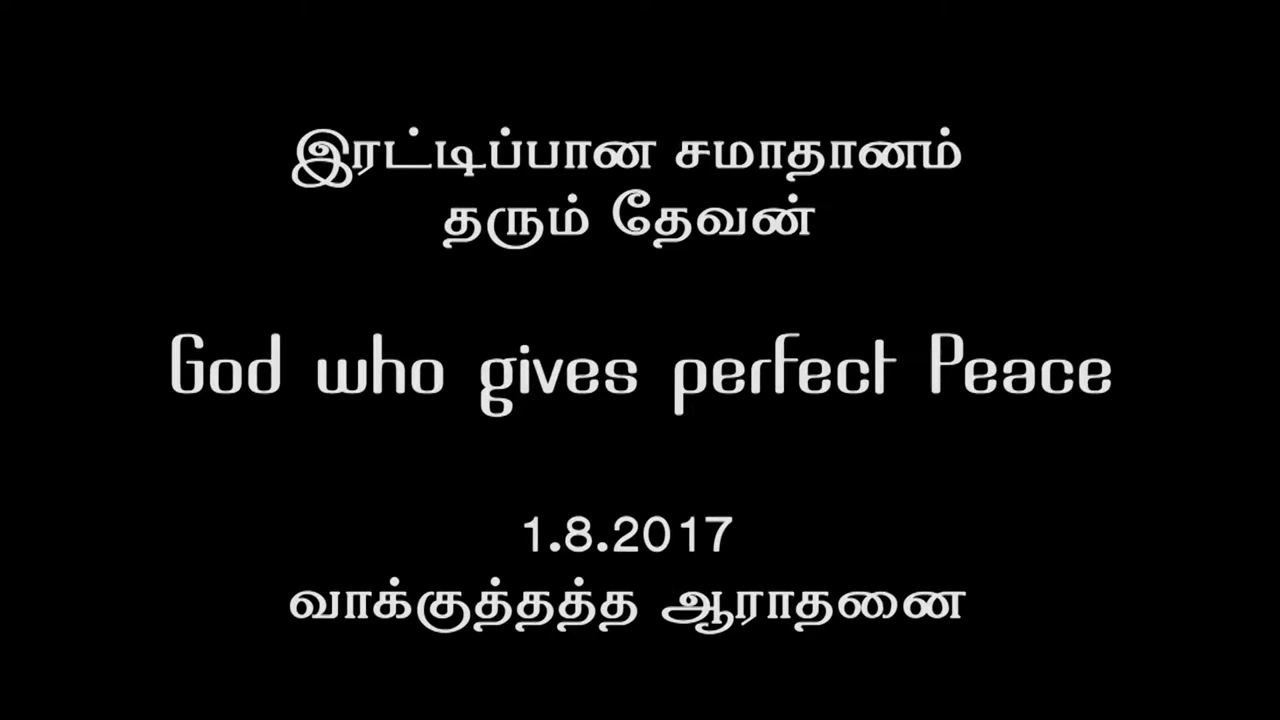 இரட்டிப்பான சமாதானம்
தரும் தேவன்
God who gives perfect Peace
1.8.2017
வாக்குத்தத்த ஆராதனை